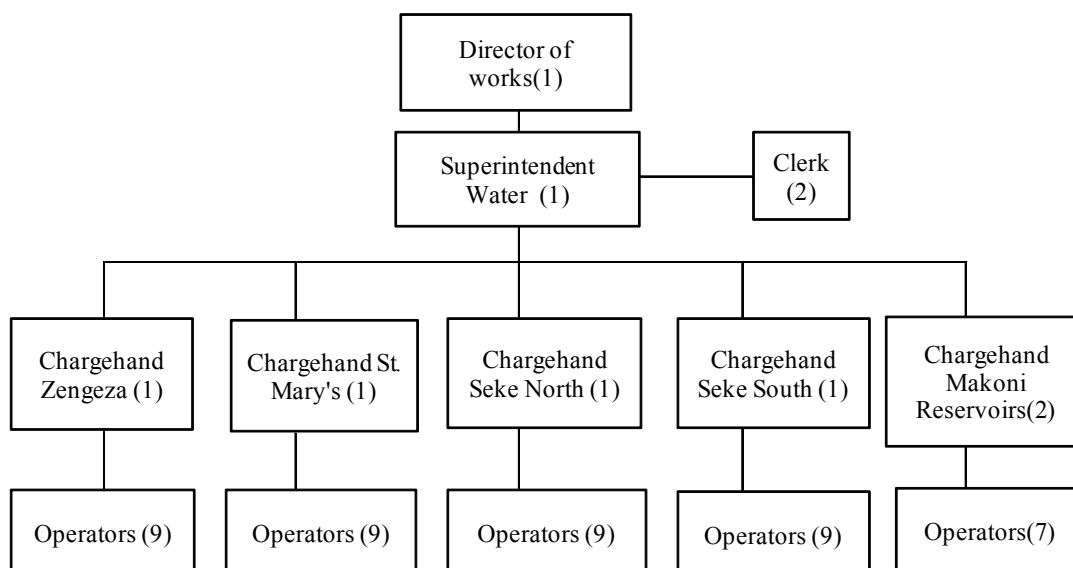 Director of
works(1)
Superintendent
Water (1)
Clerk
(2)
Chargehand
Zengeza (1)
Chargehand St.
Mary's (1)
Chargehand
Seke North (1)
Chargehand
Seke South (1)
Chargehand
Makoni
Reservoirs(2)
Operators (9)
Operators (9)
Operators (9)
Operators (9)
Operators(7)